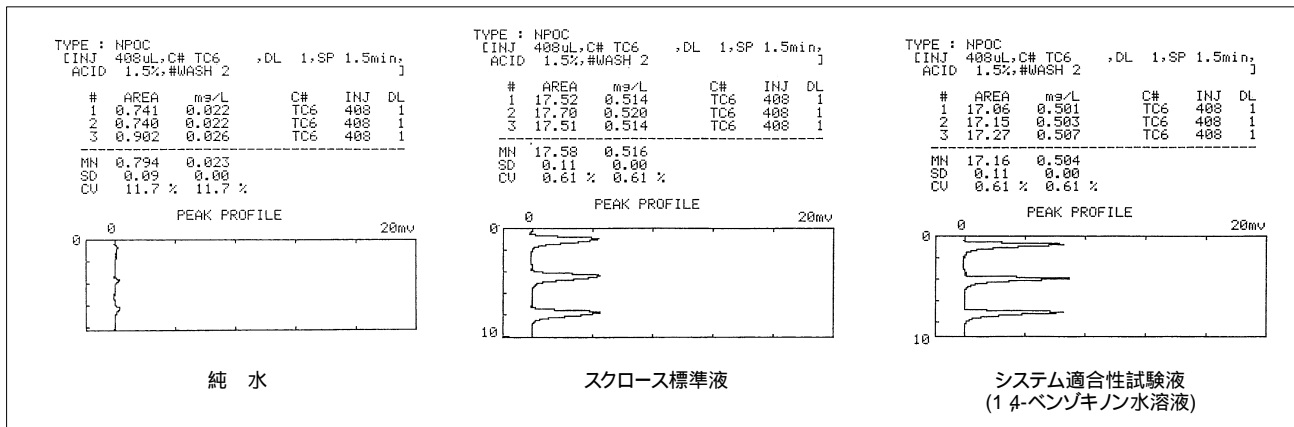 TYPE : NPOC
[INJ 408uL,C# TC6 ,DL 1,SP 1.5min,
ACID 1.5%,#WASH 2 ]
# AREA mg/L C# INJ DL
1 0.741 0.022 TC6 408 1
2 0.740 0.022 TC6 408 1
3 0.902 0.026 TC6 408 1
MN 0.794 0.023
SD 0.09 0.00
CV 11.7 % 11.7 %
PEAK PROFILE
0 20mv
0
純 水
TYPE : NPOC
[INJ 408uL,C# TC6 ,DL 1,SP 1.5min,
ACID 1.5%,#WASH 2 ]
# AREA mg/L C# INJ DL
1 17.52 0.514 TC6 408 1
2 17.70 0.520 TC6 408 1
3 17.51 0.514 TC6 408 1
MN 17.58 0.516
SD 0.11 0.00
CV 0.61 % 0.61 %
PEAK PROFILE
0 20mv
0
10
スクロース標準液
TYPE : NPOC
[INJ 408uL,C# TC6 ,DL 1,SP 1.5min,
ACID 1.5%,#WASH 2 ]
# AREA mg/L C# INJ DL
1 17.06 0.501 TC6 408 1
2 17.15 0.503 TC6 408 1
3 17.27 0.507 TC6 408 1
MN 17.16 0.504
SD 0.11 0.00
CV 0.61 % 0.61 %
PEAK PROFILE
0 20mv
0
10
システム適合性試験液
(1,4-ベンゾキノン水溶液)